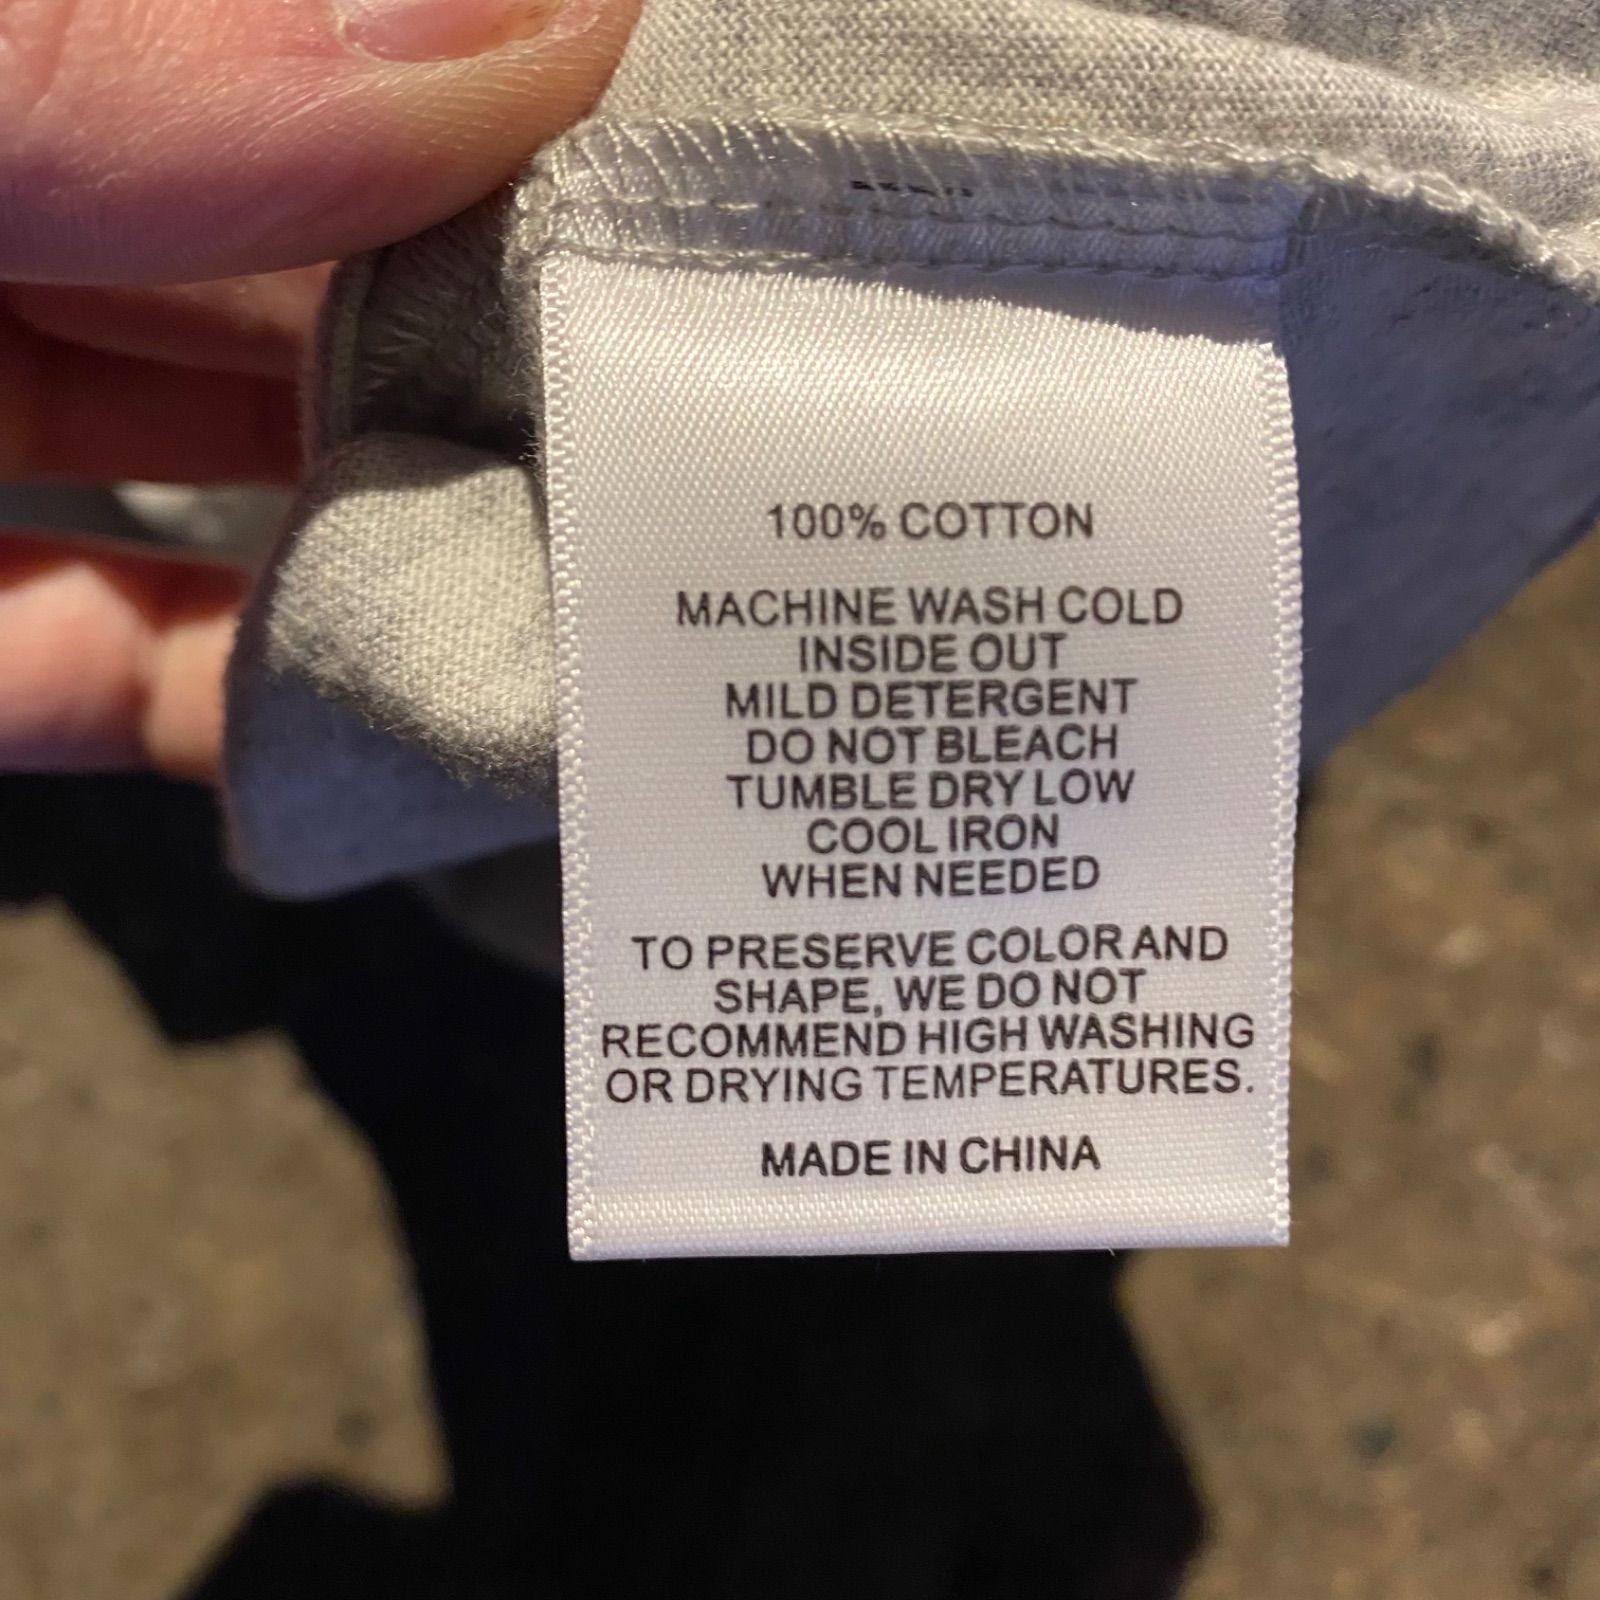 100% COTTON
MACHINE WASH COLD
INSIDE OUT
MILD DETERGENT
DO NOT BLEACH
TUMBLE DRY LOW
COOL IRON
WHEN NEEDED
TO PRESERVE COLOR AND
SHAPE, WE DO NOT
RECOMMEND HIGH WASHING
OR DRYING TEMPERATURES.
MADE IN CHINA